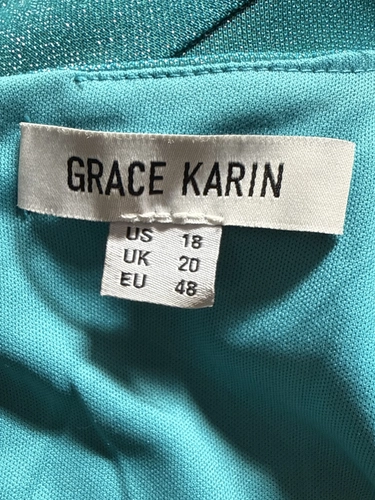 GRACE KARIN
US 18
UK 20
EU 48